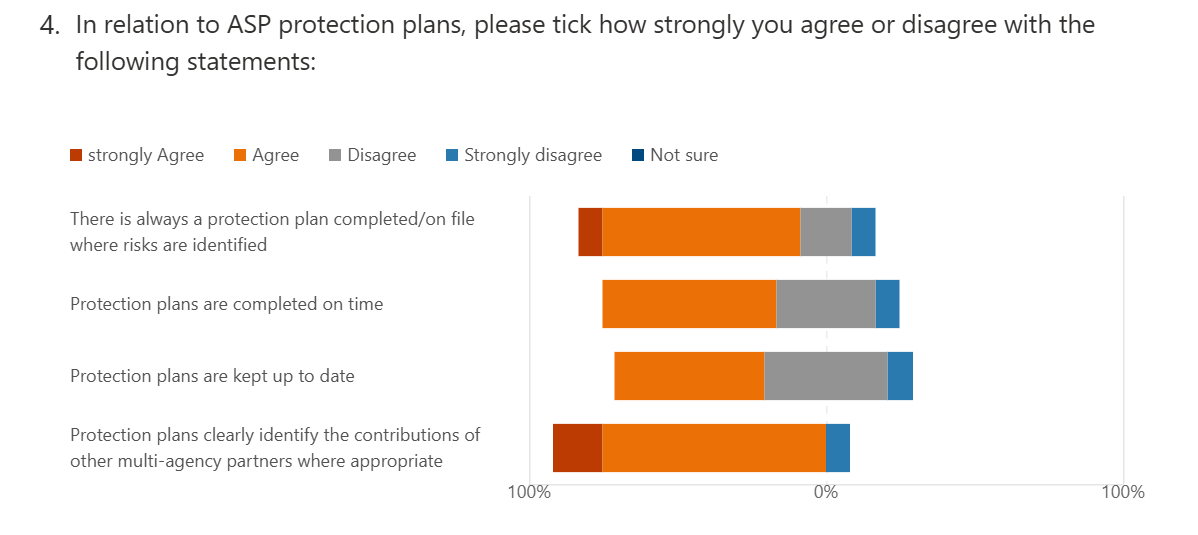 4. In relation to ASP protection plans, please tick how strongly you agree or disagree with the
following statements:
strongly Agree Agree Disagree Strongly disagree Not sure
There is always a protection plan completed/on file
where risks are identified
Protection plans are completed on time
Protection plans are kept up to date
Protection plans clearly identify the contributions of
other multi-agency partners where appropriate
100% 0% 100%